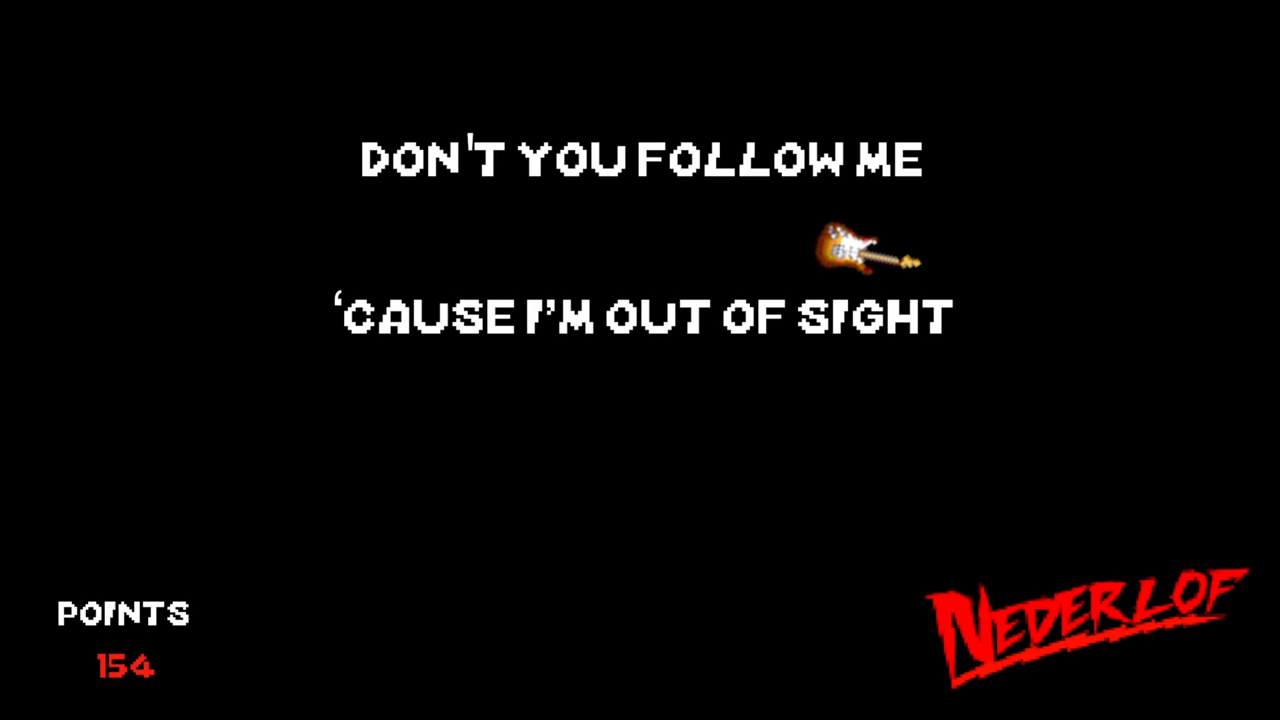 DON'T YOU FOLLOW ME
‘CAUSE I’M OUT OF SIGHT
POINTS
154
NEDERLOF